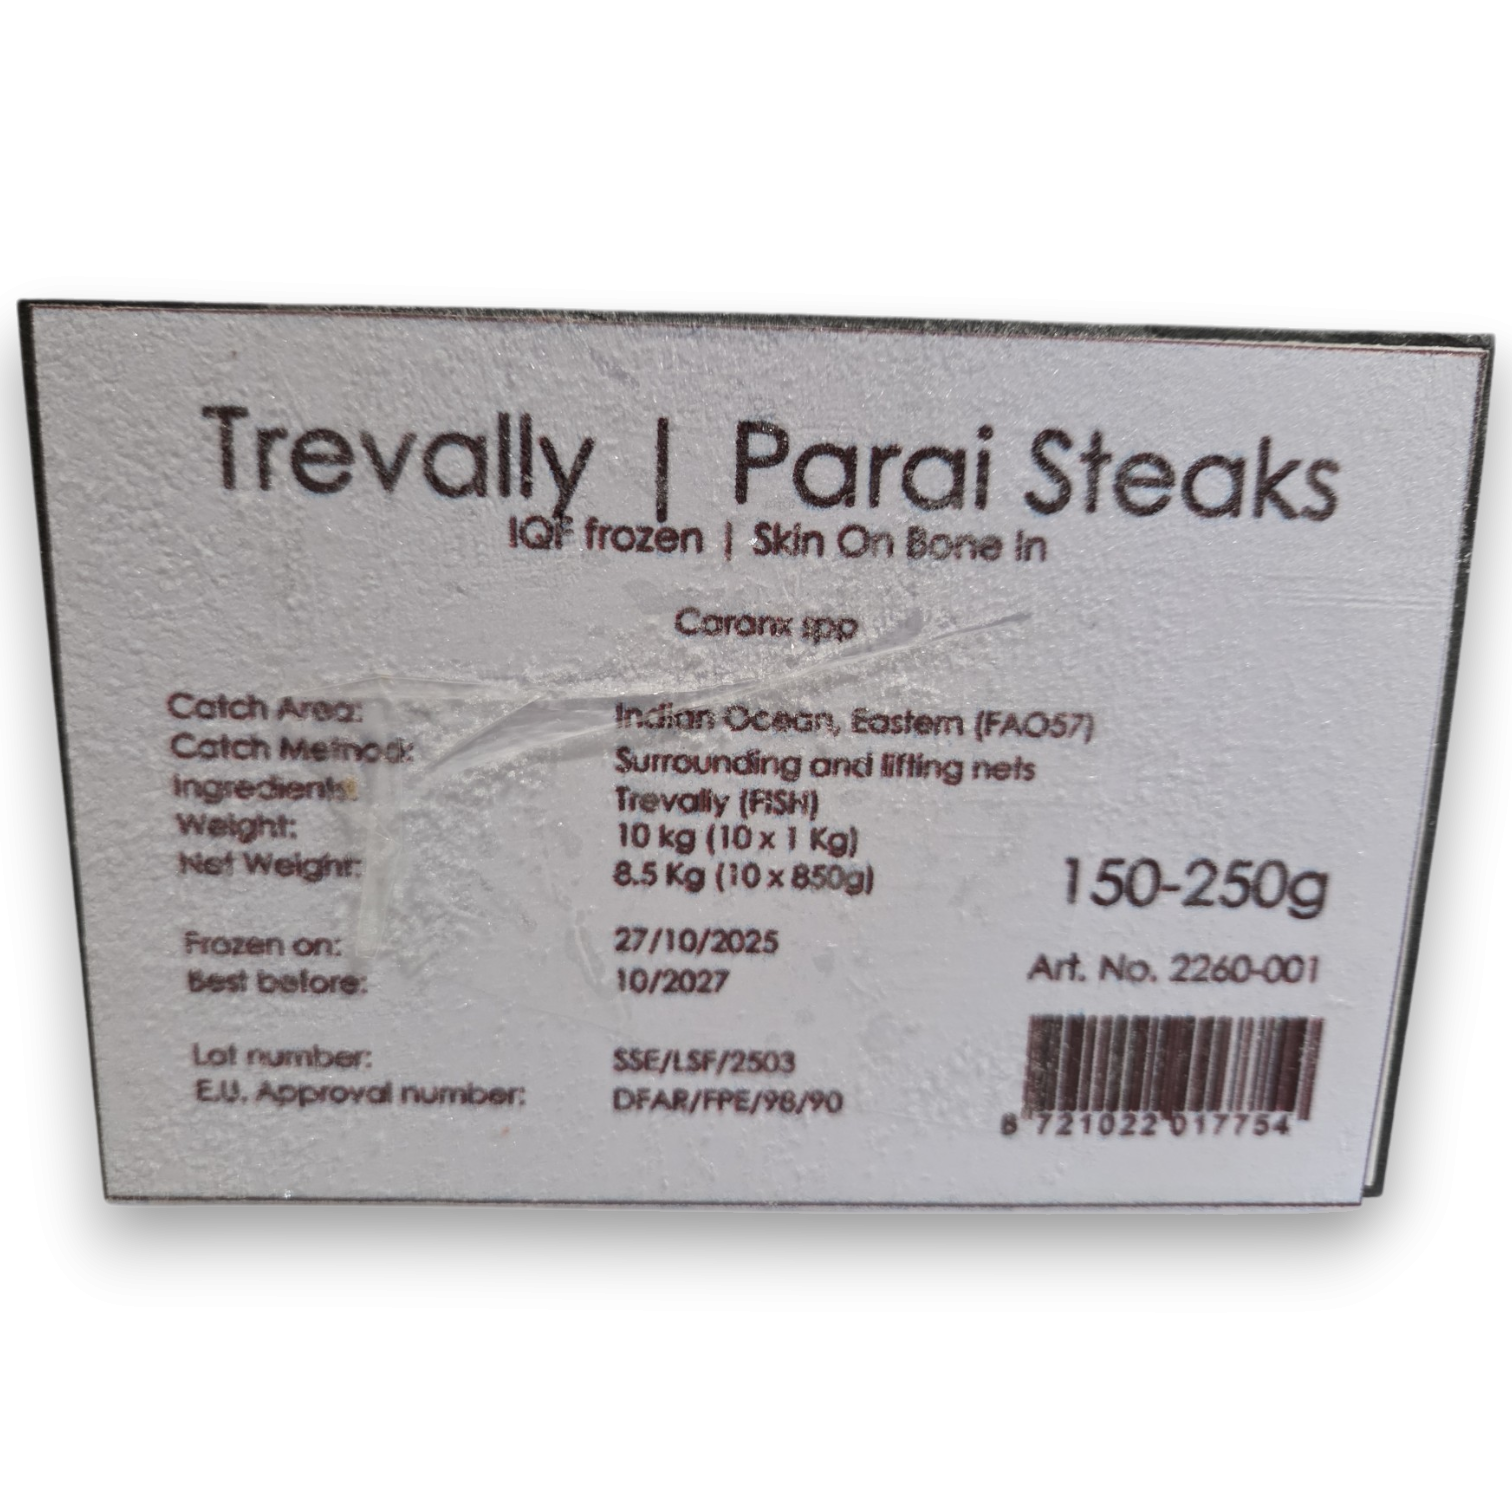 Trevally | Parai Steaks
IQF frozen | Skin On Bone In
Caranx spp
Catch Area: Indian Ocean, Eastern (FAO57)
Catch Method: Surrounding and lifting nets
Ingredients: Trevally (FISH)
Weight: 10 kg (10 x 1 Kg)
Net Weight: 8.5 Kg (10 x 850g)
150-250g
Frozen on: 27/10/2025
Best before: 10/2027
Art. No. 2260-001
Lot number: SSE/LSF/2503
E.U. Approval number: DFAR/FPE/98/90
8 721022 017754